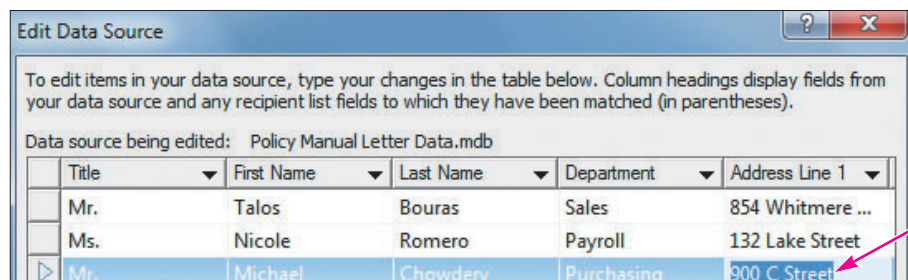 Edit Data Source
?
X
To edit items in your data source, type your changes in the table below. Column headings display fields from
your data source and any recipient list fields to which they have been matched (in parentheses).
Data source being edited: Policy Manual Letter Data.mdb
Title First Name Last Name Department Address Line 1
Mr. Talos Bouras Sales 854 Whitmere ...
Ms. Nicole Romero Payroll 132 Lake Street
Mr. Michael Chowdery Purchasing 900 C Street